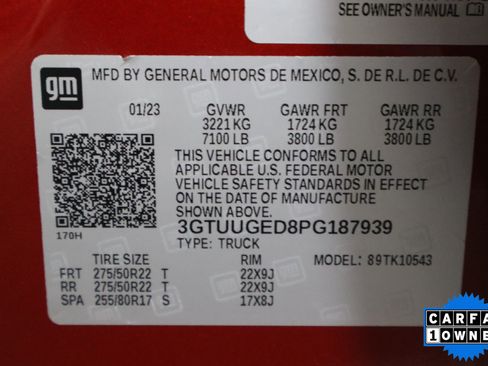 SEE OWNER'S MANUAL
gm
MFD BY GENERAL MOTORS DE MEXICO, S. DE R.L. DE C.V.
01/23 GVWR GAWR FRT GAWR RR
3221 KG 1724 KG 1724 KG
7100 LB 3800 LB 3800 LB
THIS VEHICLE CONFORMS TO ALL
APPLICABLE U.S. FEDERAL MOTOR
VEHICLE SAFETY STANDARDS IN EFFECT
ON THE DATE OF MANUFACTURE
SHOWN ABOVE.
170H
3GTUUGED8PG187939
TYPE: TRUCK
TIRE SIZE RIM MODEL: 89TK10543
FRT 275/50R22 T 22X9J
RR 275/50R22 T 22X9J
SPA 255/80R17 S 17X8J
CARFA
1 OWNE